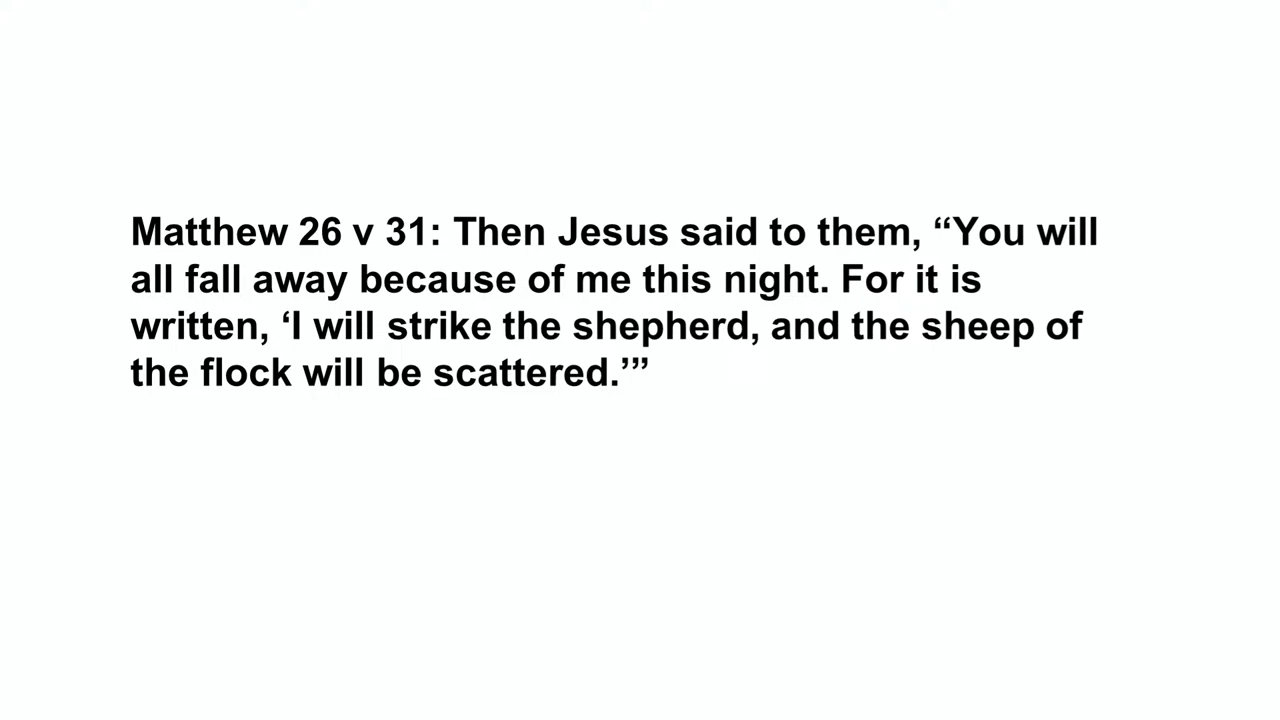 Matthew 26 v 31: Then Jesus said to them, “You will
all fall away because of me this night. For it is
written, ‘I will strike the shepherd, and the sheep of
the flock will be scattered.’”